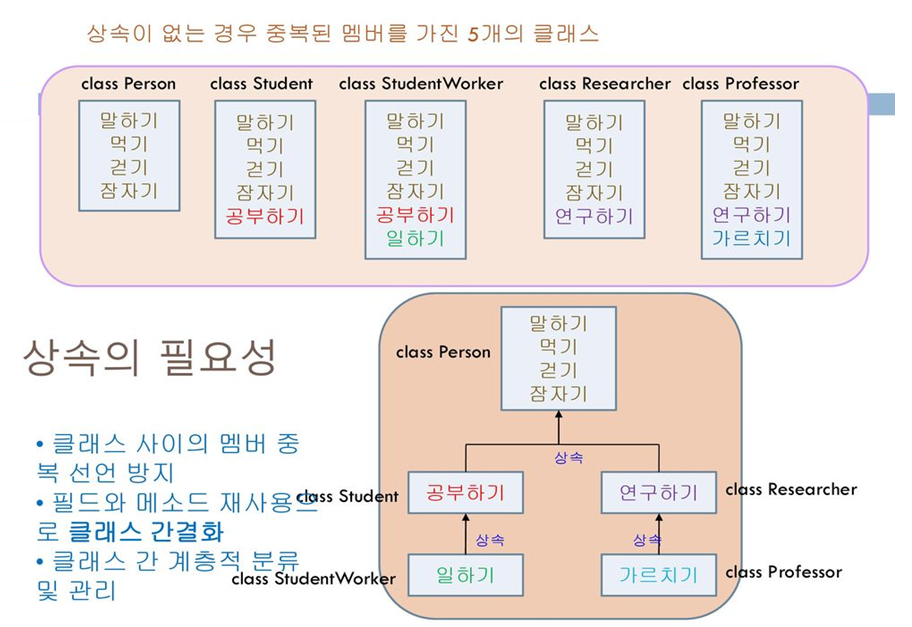 상속이 없는 경우 중복된 멤버를 가진 5개의 클래스
class Person
말하기
먹기
걷기
잠자기
class Student
말하기
먹기
걷기
잠자기
공부하기
class StudentWorker
말하기
먹기
걷기
잠자기
공부하기
일하기
class Researcher
말하기
먹기
걷기
잠자기
연구하기
class Professor
말하기
먹기
걷기
잠자기
연구하기
가르치기
상속의 필요성
• 클래스 사이의 멤버 중
복 선언 방지
• 필드와 메소드 재사용으
로 클래스 간결화
• 클래스 간 계층적 분류
및 관리
class Person
말하기
먹기
걷기
잠자기
상속
class Student
공부하기
연구하기
class Researcher
상속
상속
class StudentWorker
일하기
가르치기
class Professor